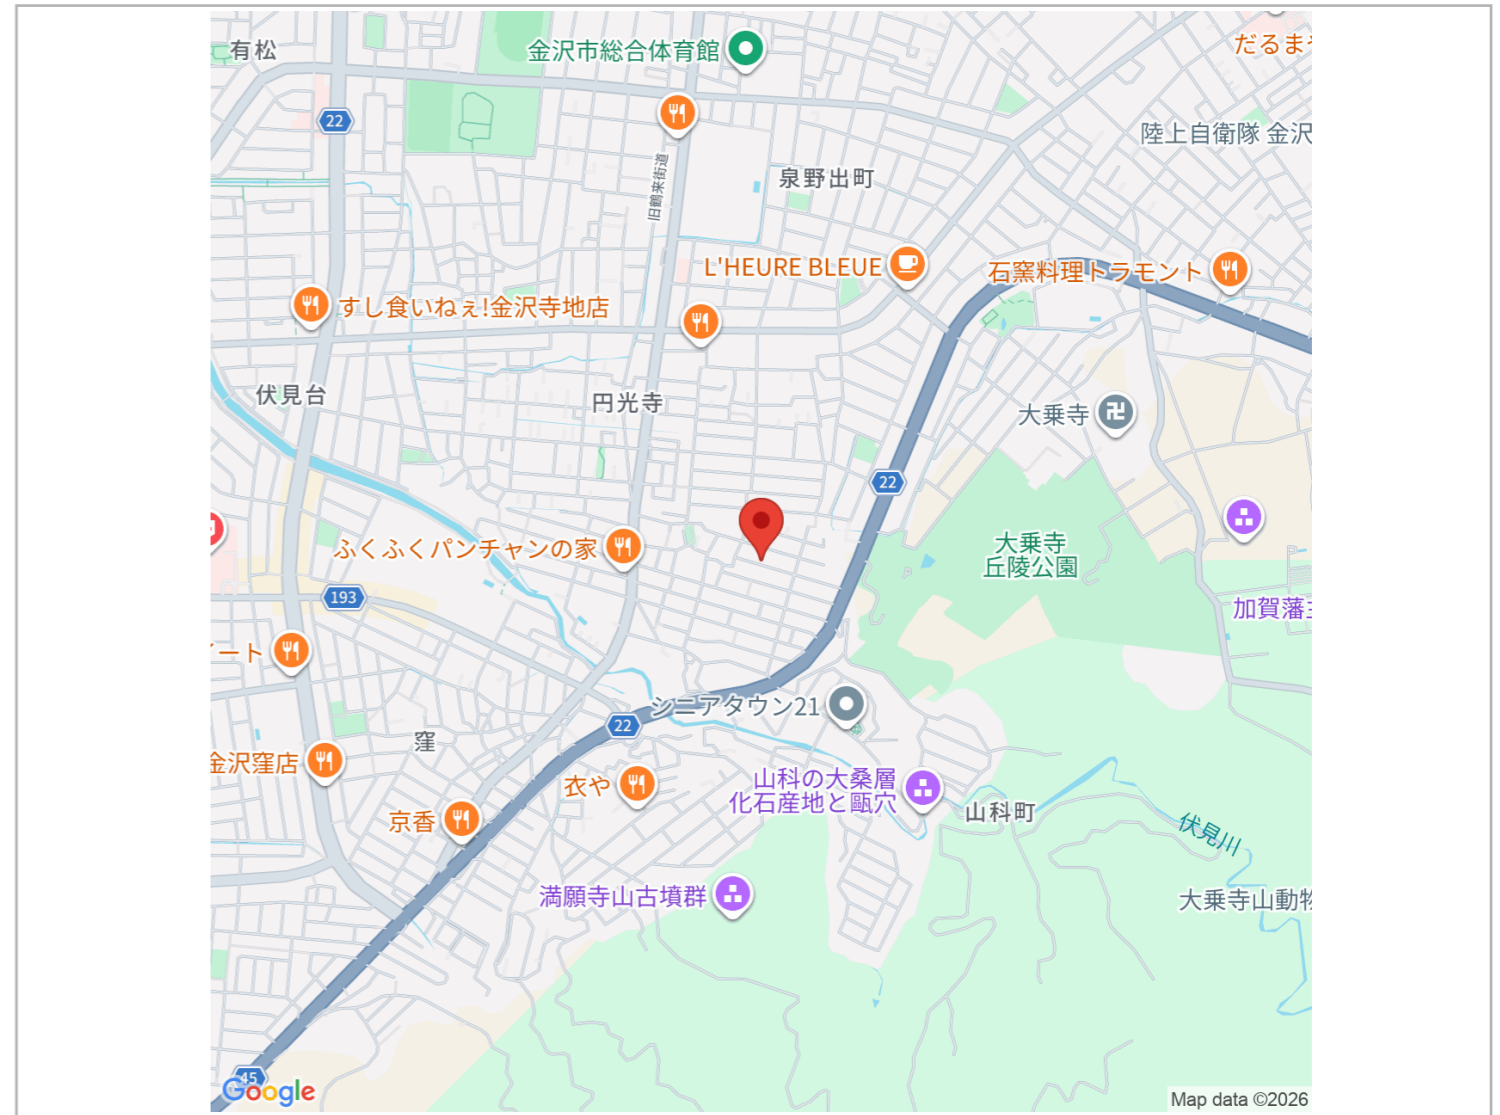 有松
金沢市総合体育館
だるまや
22
陸上自衛隊 金沢
旧鶴来街道
泉野出町
L'HEURE BLEUE
石窯料理トラモント
すし食いねぇ!金沢寺地店
伏見台
円光寺
大乗寺
22
大乗寺
丘陵公園
ふくふくパンチャンの家
193
加賀藩主
ート
シニアタウン21
22
窪
金沢窪店
衣や
山科の大桑層
化石産地と甌穴
山科町
京香
伏見川
満願寺山古墳群
大乗寺山動物
45
Google
Map data ©2026